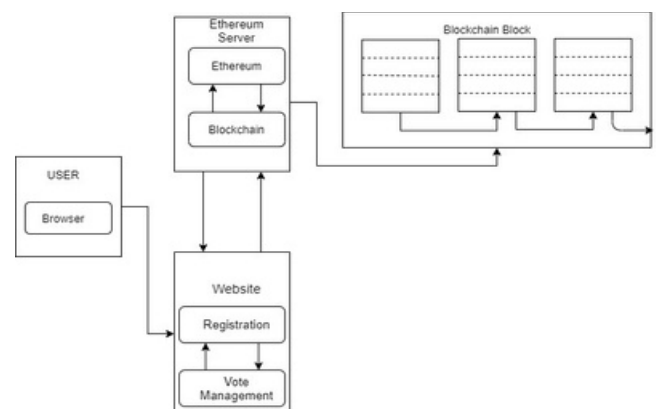 Ethereum
Server
Ethereum
Blockchain
Blockchain Block
USER
Browser
Website
Registration
Vote
Management